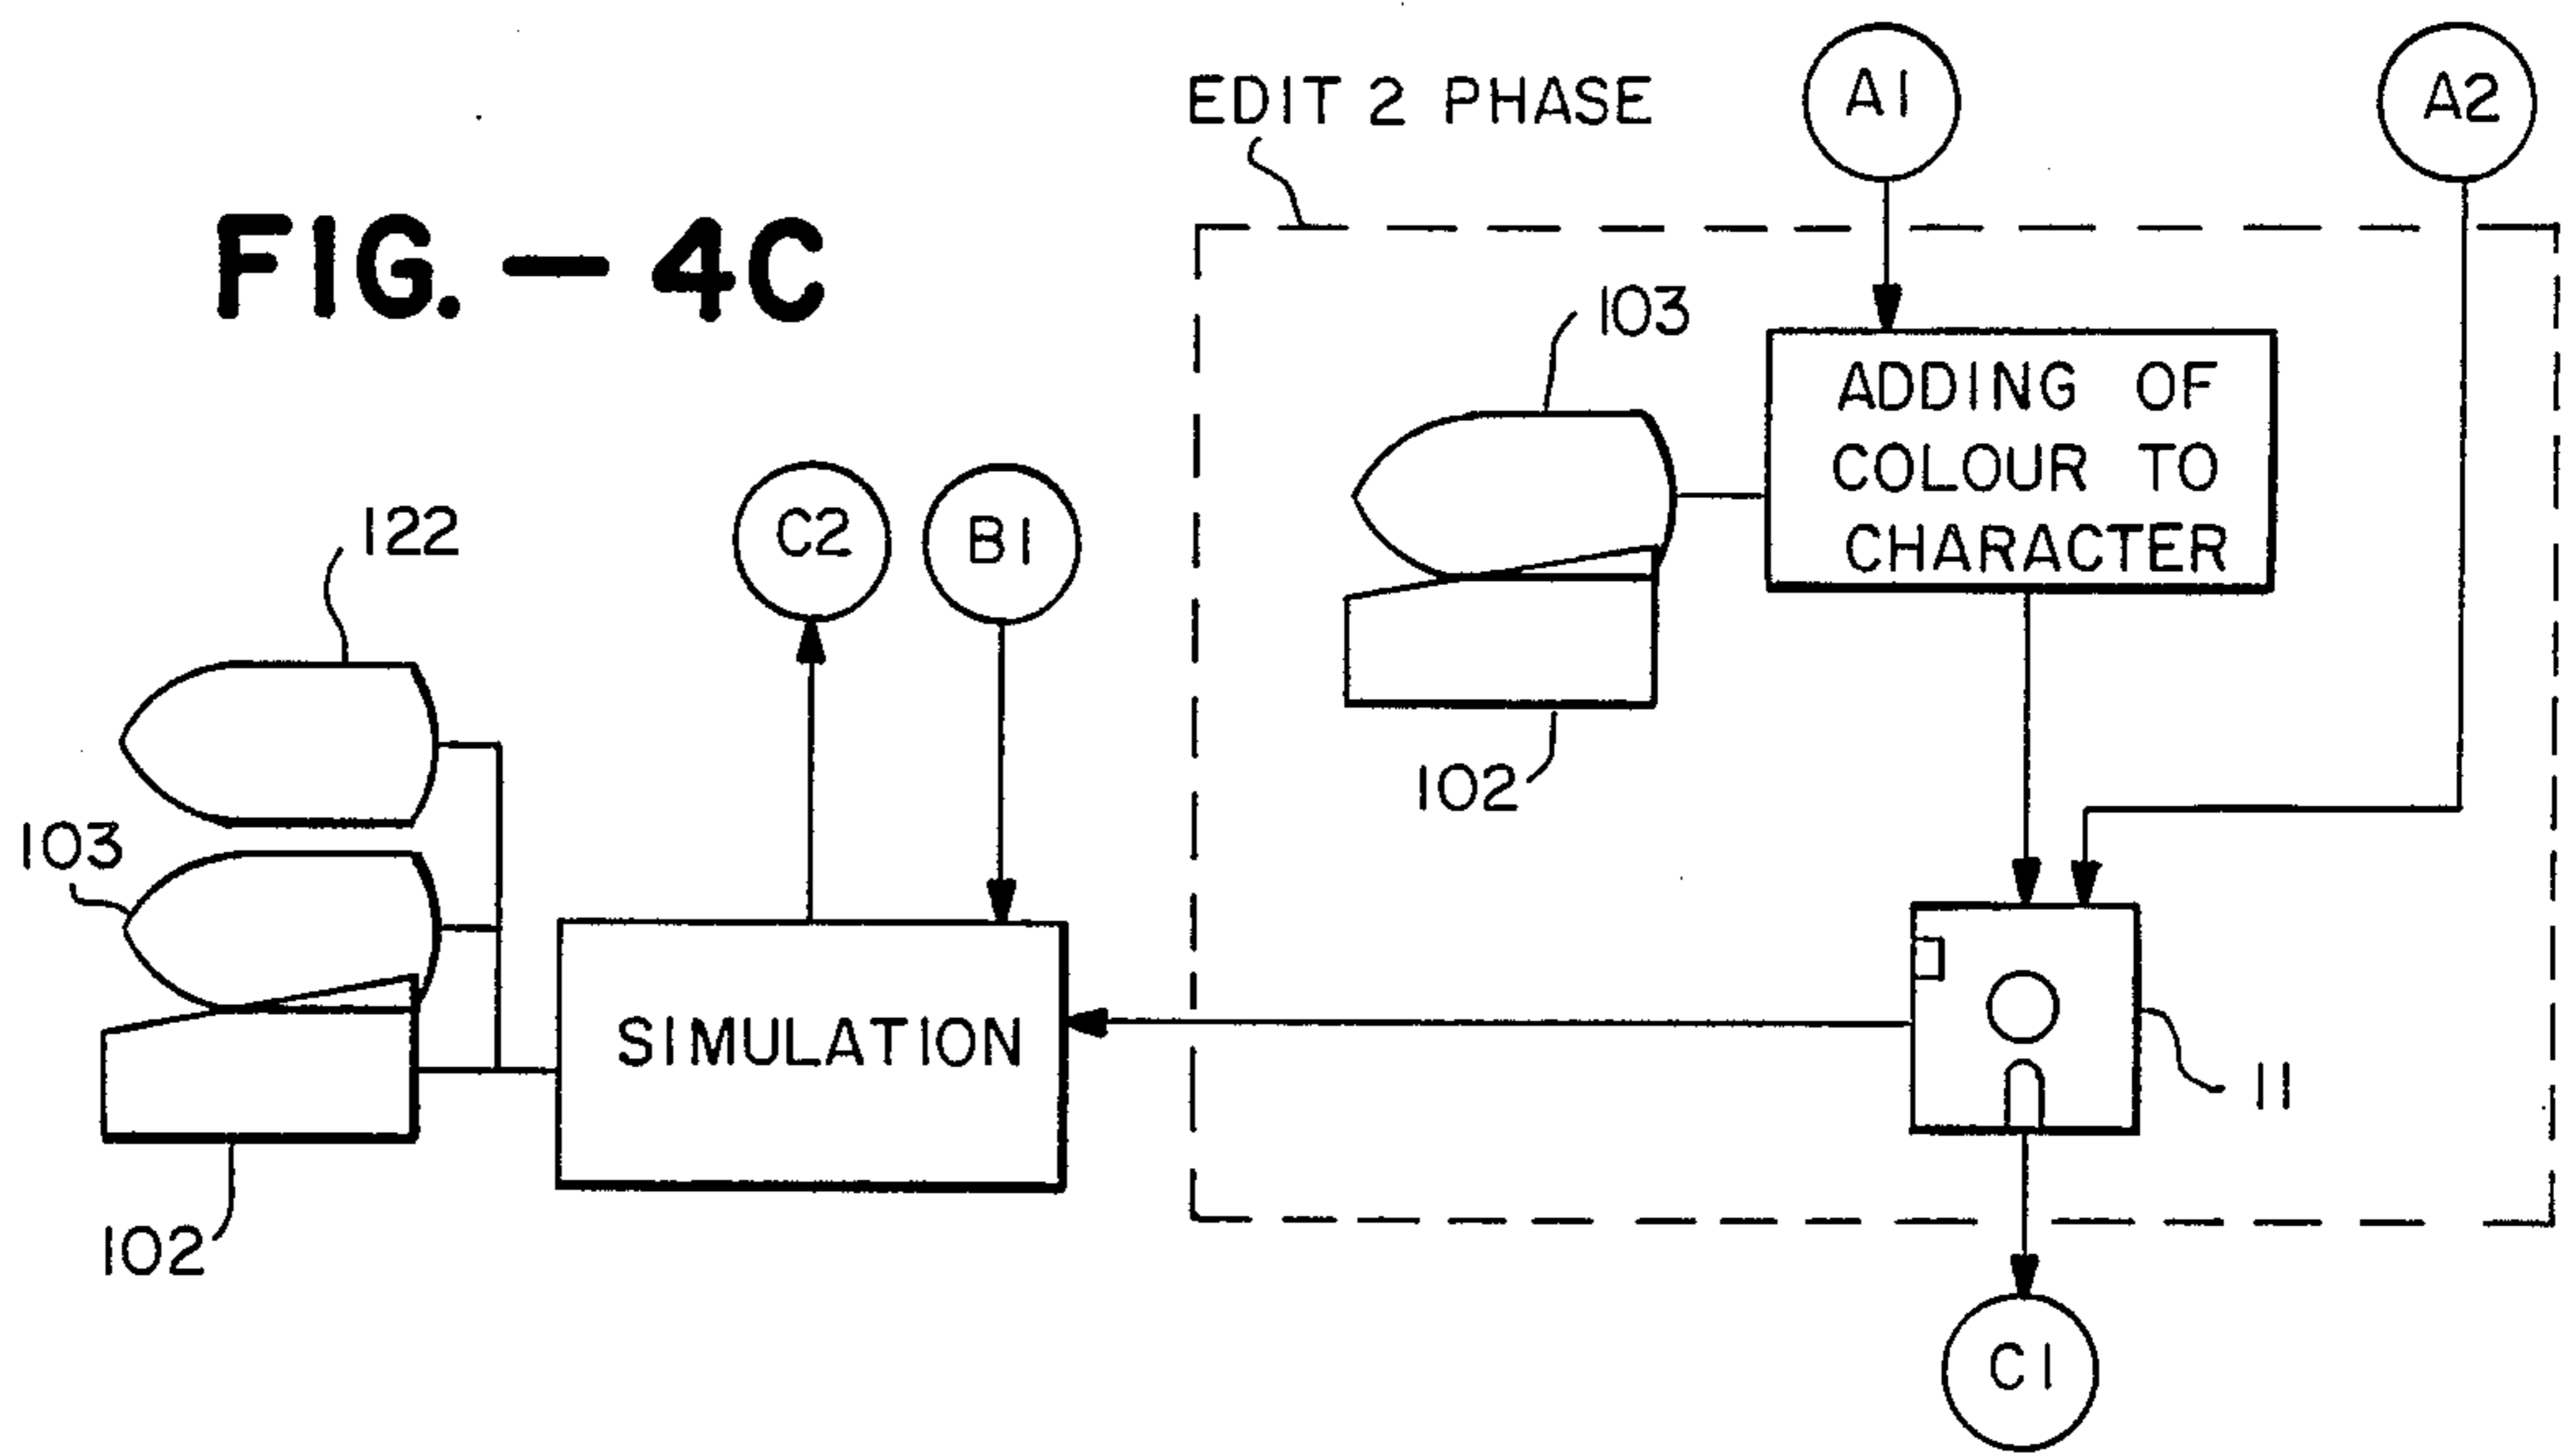 EDIT 2 PHASE
A1
A2
FIG. — 4C
103
ADDING OF
COLOUR TO
CHARACTER
122
C2
B1
102
103
SIMULATION
11
102
C1